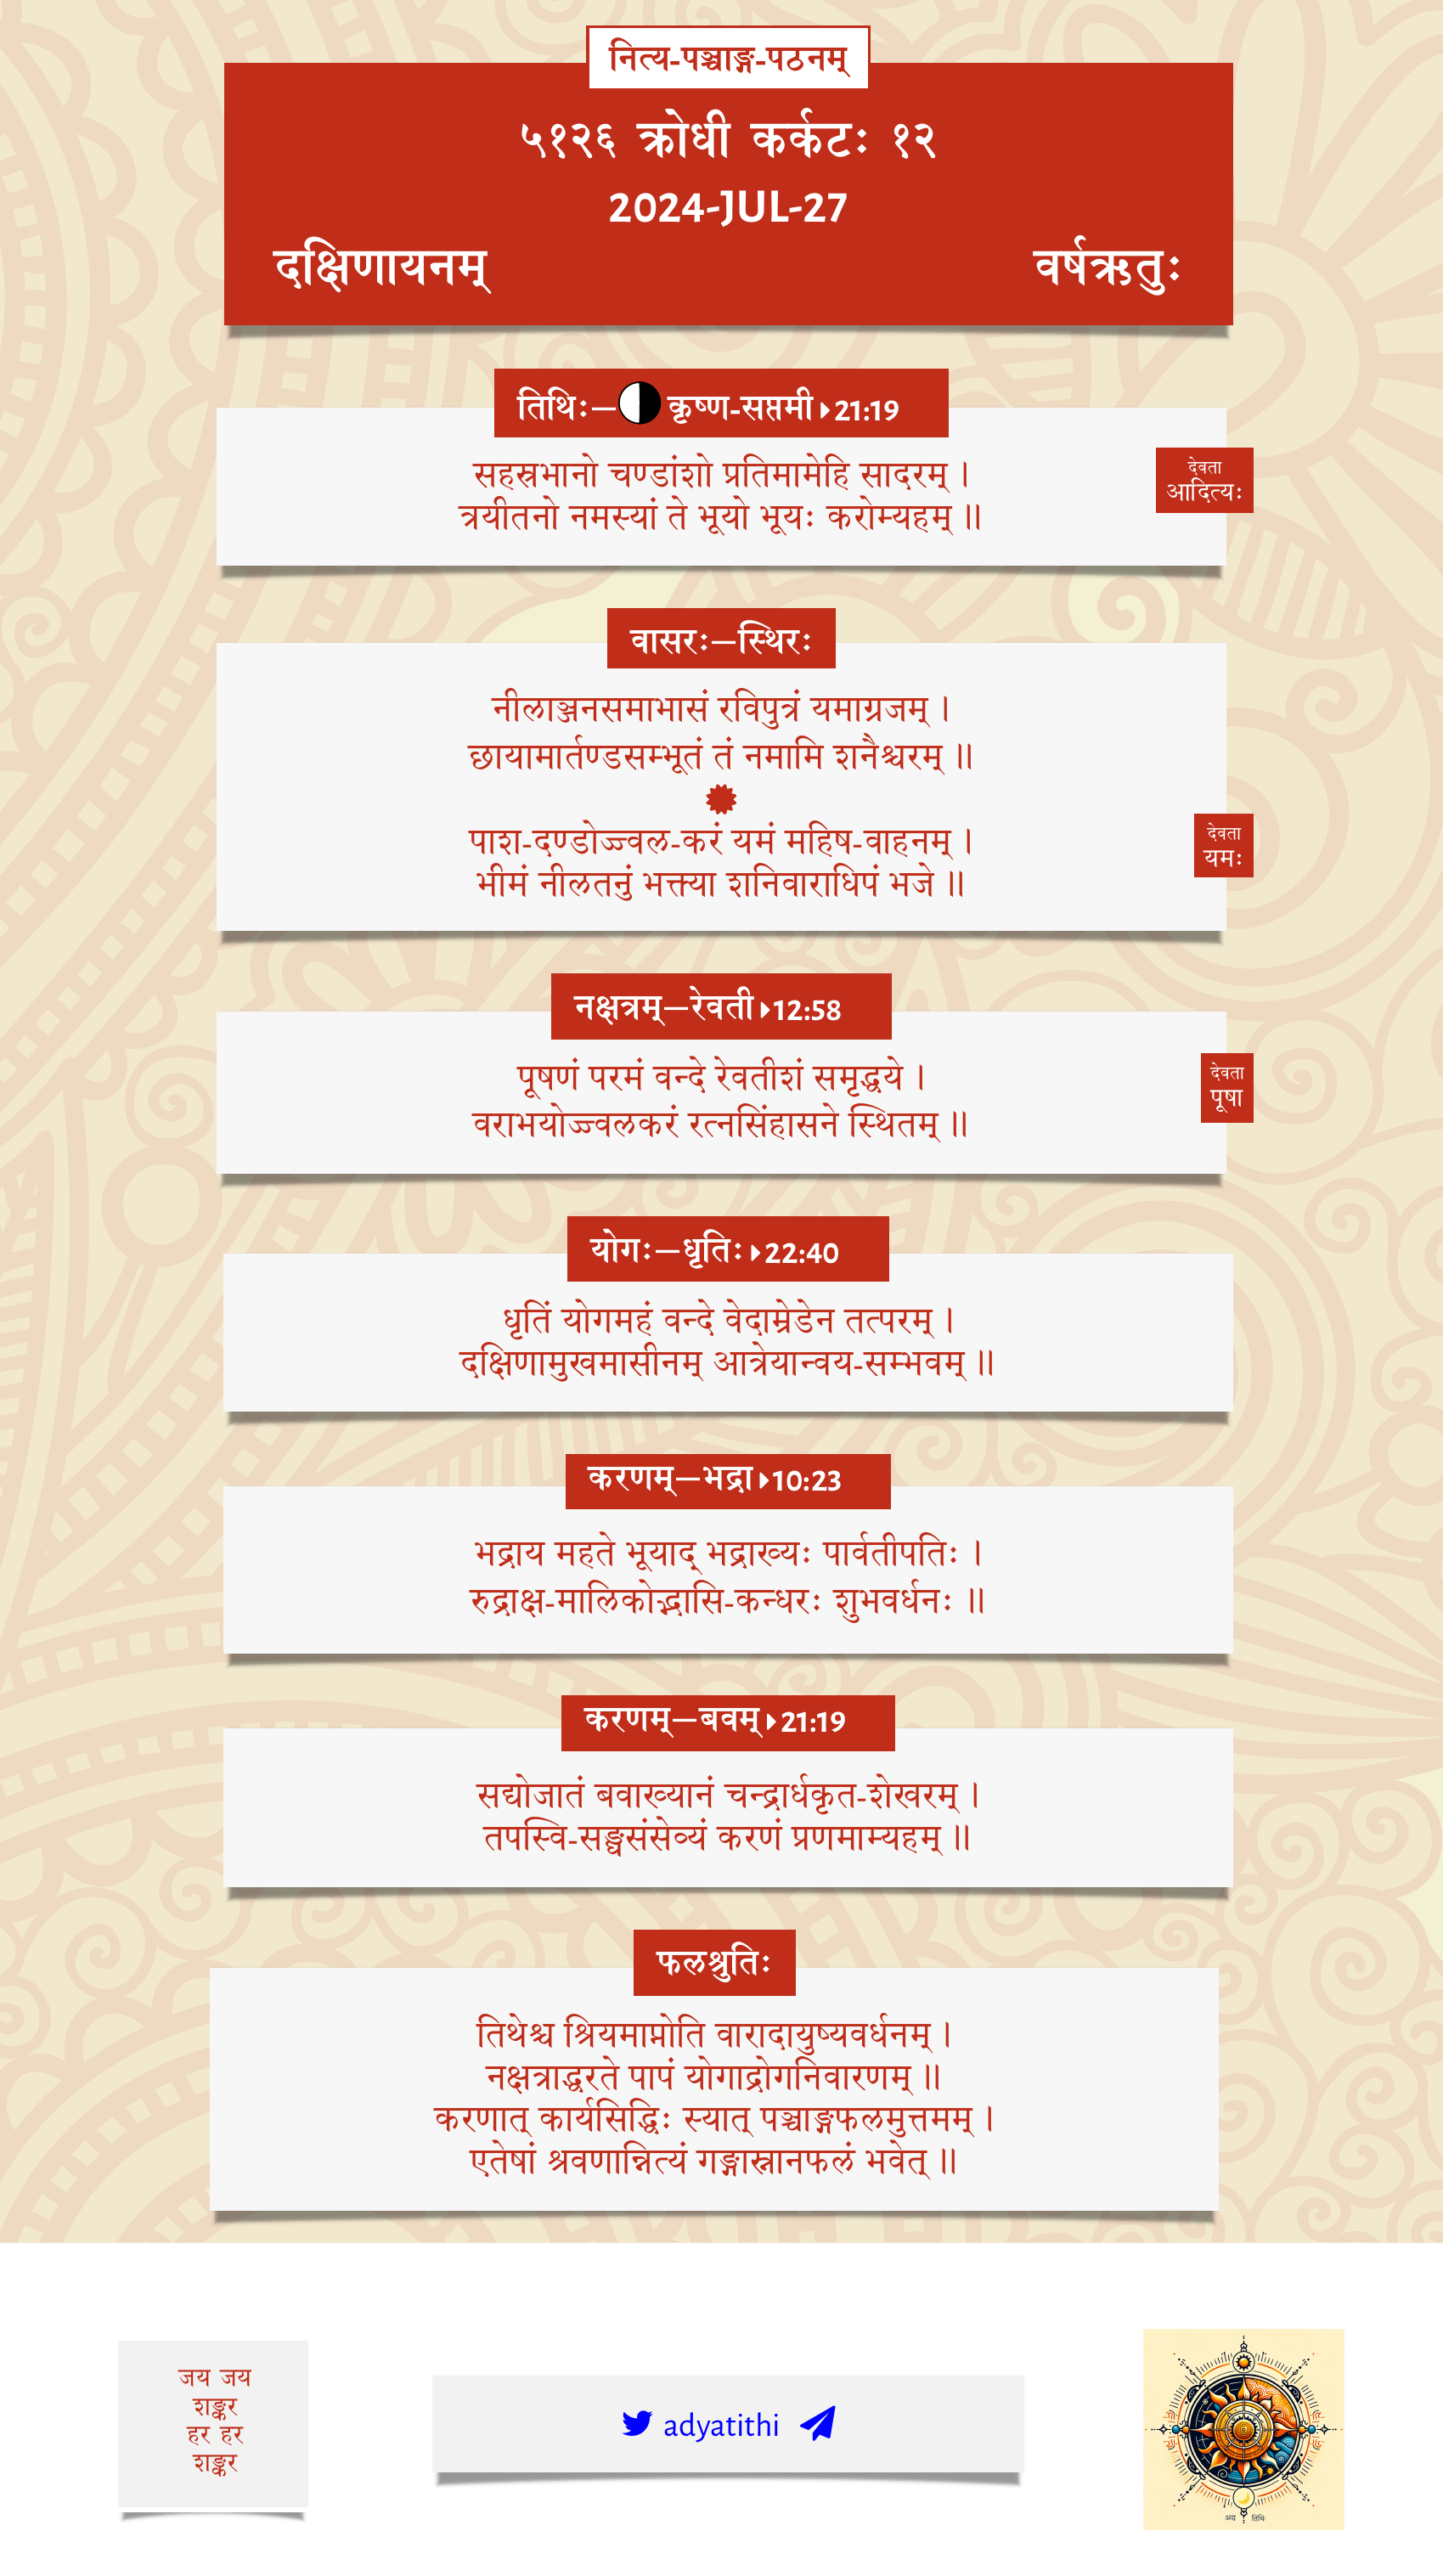 नित्य-पञ्चाङ्ग-पठनम्
५१२६ क्रोधी कर्कटः १२
2024-JUL-27
दक्षिणायनम् वर्षऋतुः
तिथिः—कृष्ण-सप्तमी 21:19
सहस्रभानो चण्डांशो प्रतिमामेहि सादरम् ।
त्रयीतनो नमस्यां ते भूयो भूयः करोम्यहम् ॥
देवता
आदित्यः
वासरः—स्थिरः
नीलाञ्जनसमाभासं रविपुत्रं यमाग्रजम् ।
छायामार्तण्डसम्भूतं तं नमामि शनैश्चरम् ॥
पाश-दण्डोज्ज्वल-करं यमं महिष-वाहनम् ।
भीमं नीलतनुं भक्त्या शनिवाराधिपं भजे ॥
देवता
यमः
नक्षत्रम्—रेवती 12:58
पूषणं परमं वन्दे रेवतीशं समृद्धये ।
वराभयोज्ज्वलकरं रत्नसिंहासने स्थितम् ॥
देवता
पूषा
योगः—धृतिः 22:40
धृतिं योगमहं वन्दे वेदाम्रेडेन तत्परम् ।
दक्षिणामुखमासीनम् आत्रेयान्वय-सम्भवम् ॥
करणम्—भद्रा 10:23
भद्राय महते भूयाद् भद्राख्यः पार्वतीपतिः ।
रुद्राक्ष-मालिकोद्भासि-कन्धरः शुभवर्धनः ॥
करणम्—बवम् 21:19
सद्योजातं बवाख्यानं चन्द्रार्धकृत-शेखरम् ।
तपस्वि-सङ्घसंसेव्यं करणं प्रणमाम्यहम् ॥
फलश्रुतिः
तिथेश्च श्रियमाप्नोति वारादायुष्यवर्धनम् ।
नक्षत्राद्धरते पापं योगाद्रोगनिवारणम् ॥
करणात् कार्यसिद्धिः स्यात् पञ्चाङ्गफलमुत्तमम् ।
एतेषां श्रवणान्नित्यं गङ्गास्नानफलं भवेत् ॥
जय जय
शङ्कर
हर हर
शङ्कर
adyatithi
अद्य तिथिः